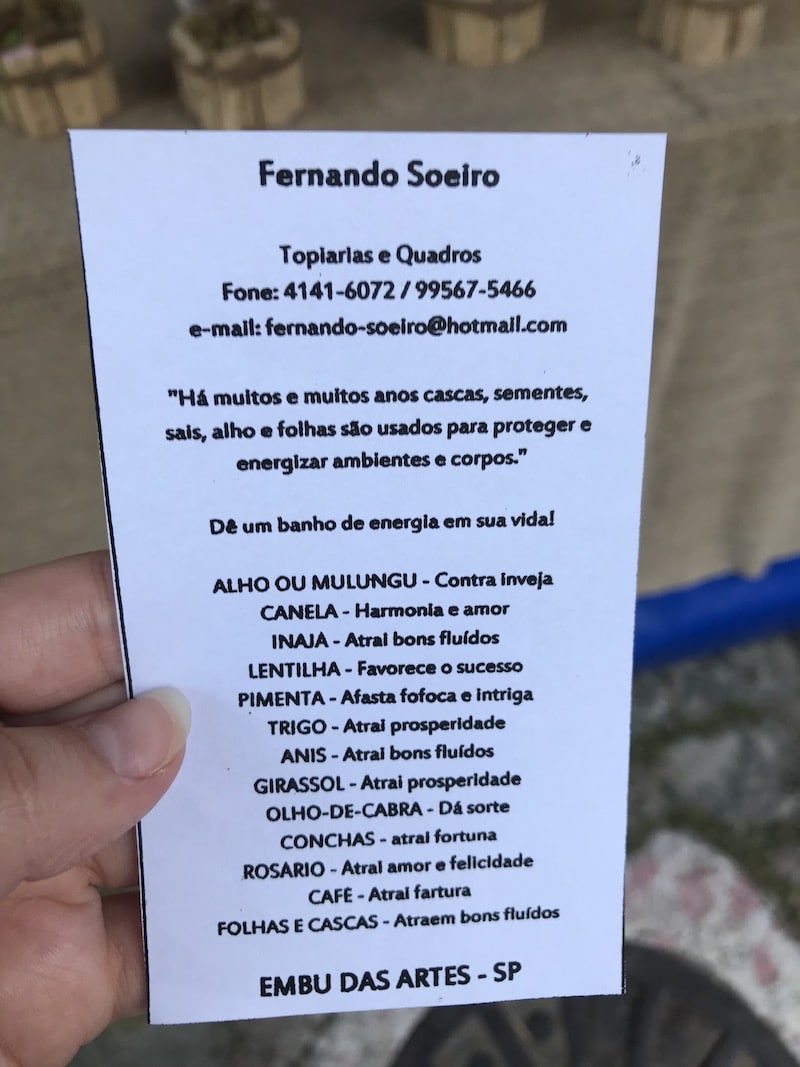 Fernando Soeiro
Topiarias e Quadros
Fone: 4141-6072 / 99567-5466
e-mail: fernando-soeiro@hotmail.com
"Há muitos e muitos anos cascas, sementes,
sais, alho e folhas são usados para proteger e
energizar ambientes e corpos."
Dê um banho de energia em sua vida!
ALHO OU MULUNGU - Contra inveja
CANELA - Harmonia e amor
INAJA - Atrai bons fluídos
LENTILHA - Favorece o sucesso
PIMENTA - Afasta fofoca e intriga
TRIGO - Atrai prosperidade
ANIS - Atrai bons fluídos
GIRASSOL - Atrai prosperidade
OLHO-DE-CABRA - Dá sorte
CONCHAS - atrai fortuna
ROSARIO - Atrai amor e felicidade
CAFE - Atrai fartura
FOLHAS E CASCAS - Atraem bons fluídos
EMBU DAS ARTES - SP